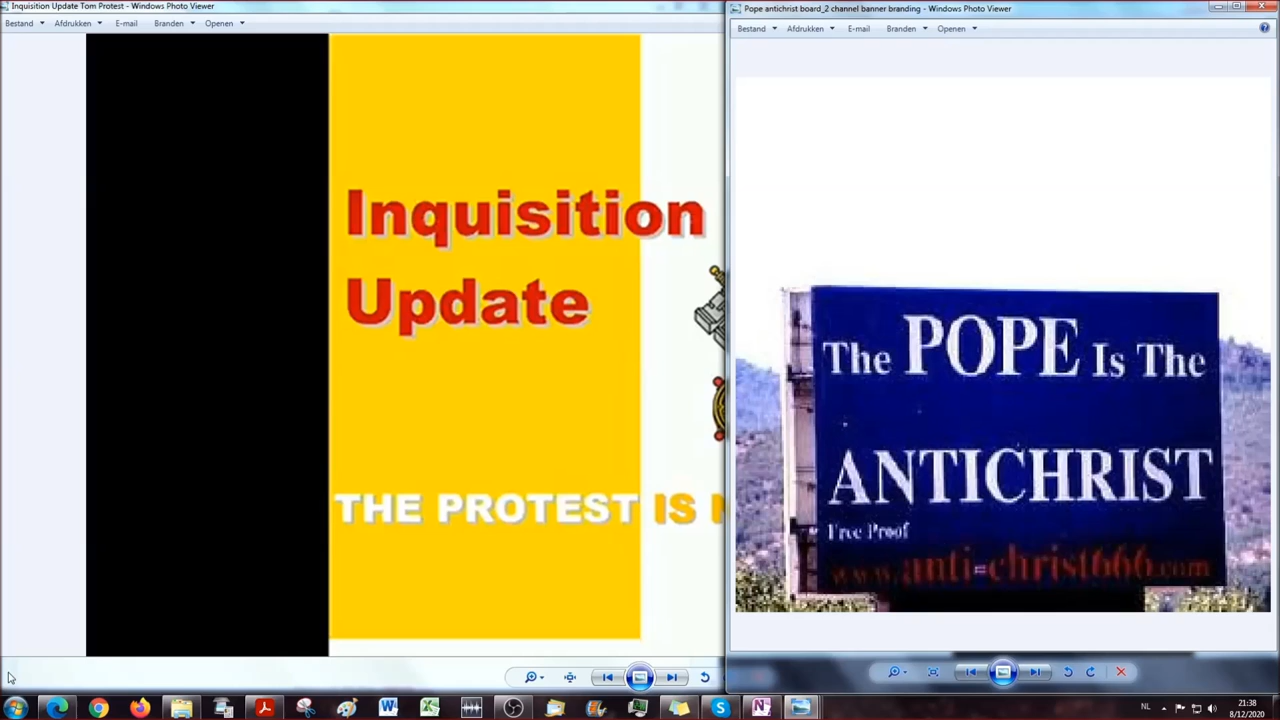 Inquisition Update Tom Protest - Windows Photo Viewer
Bestand Afdrukken E-mail Branden Openen
Inquisition
Update
THE PROTEST IS
Pope antichrist board_2 channel banner branding - Windows Photo Viewer
Bestand Afdrukken E-mail Branden Openen
The POPE Is The
ANTICHRIST
Free Proof
www.anti-christ666.com
NL
21:38
8/12/2020